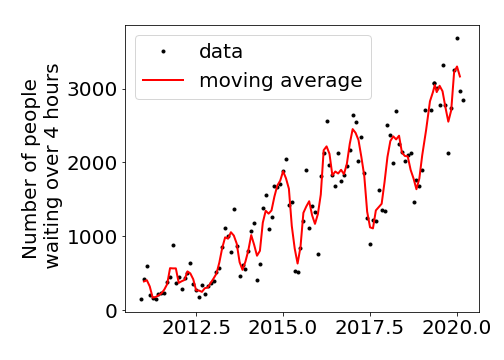 data
moving average
Number of people
waiting over 4 hours
3000
2000
1000
0
2012.5 2015.0 2017.5 2020.0